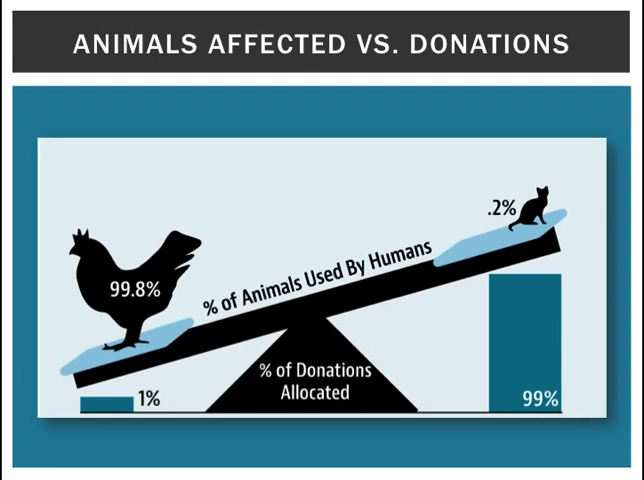 ANIMALS AFFECTED VS. DONATIONS
.2%
% of Animals Used By Humans
99.8%
% of Donations
Allocated
1%
99%